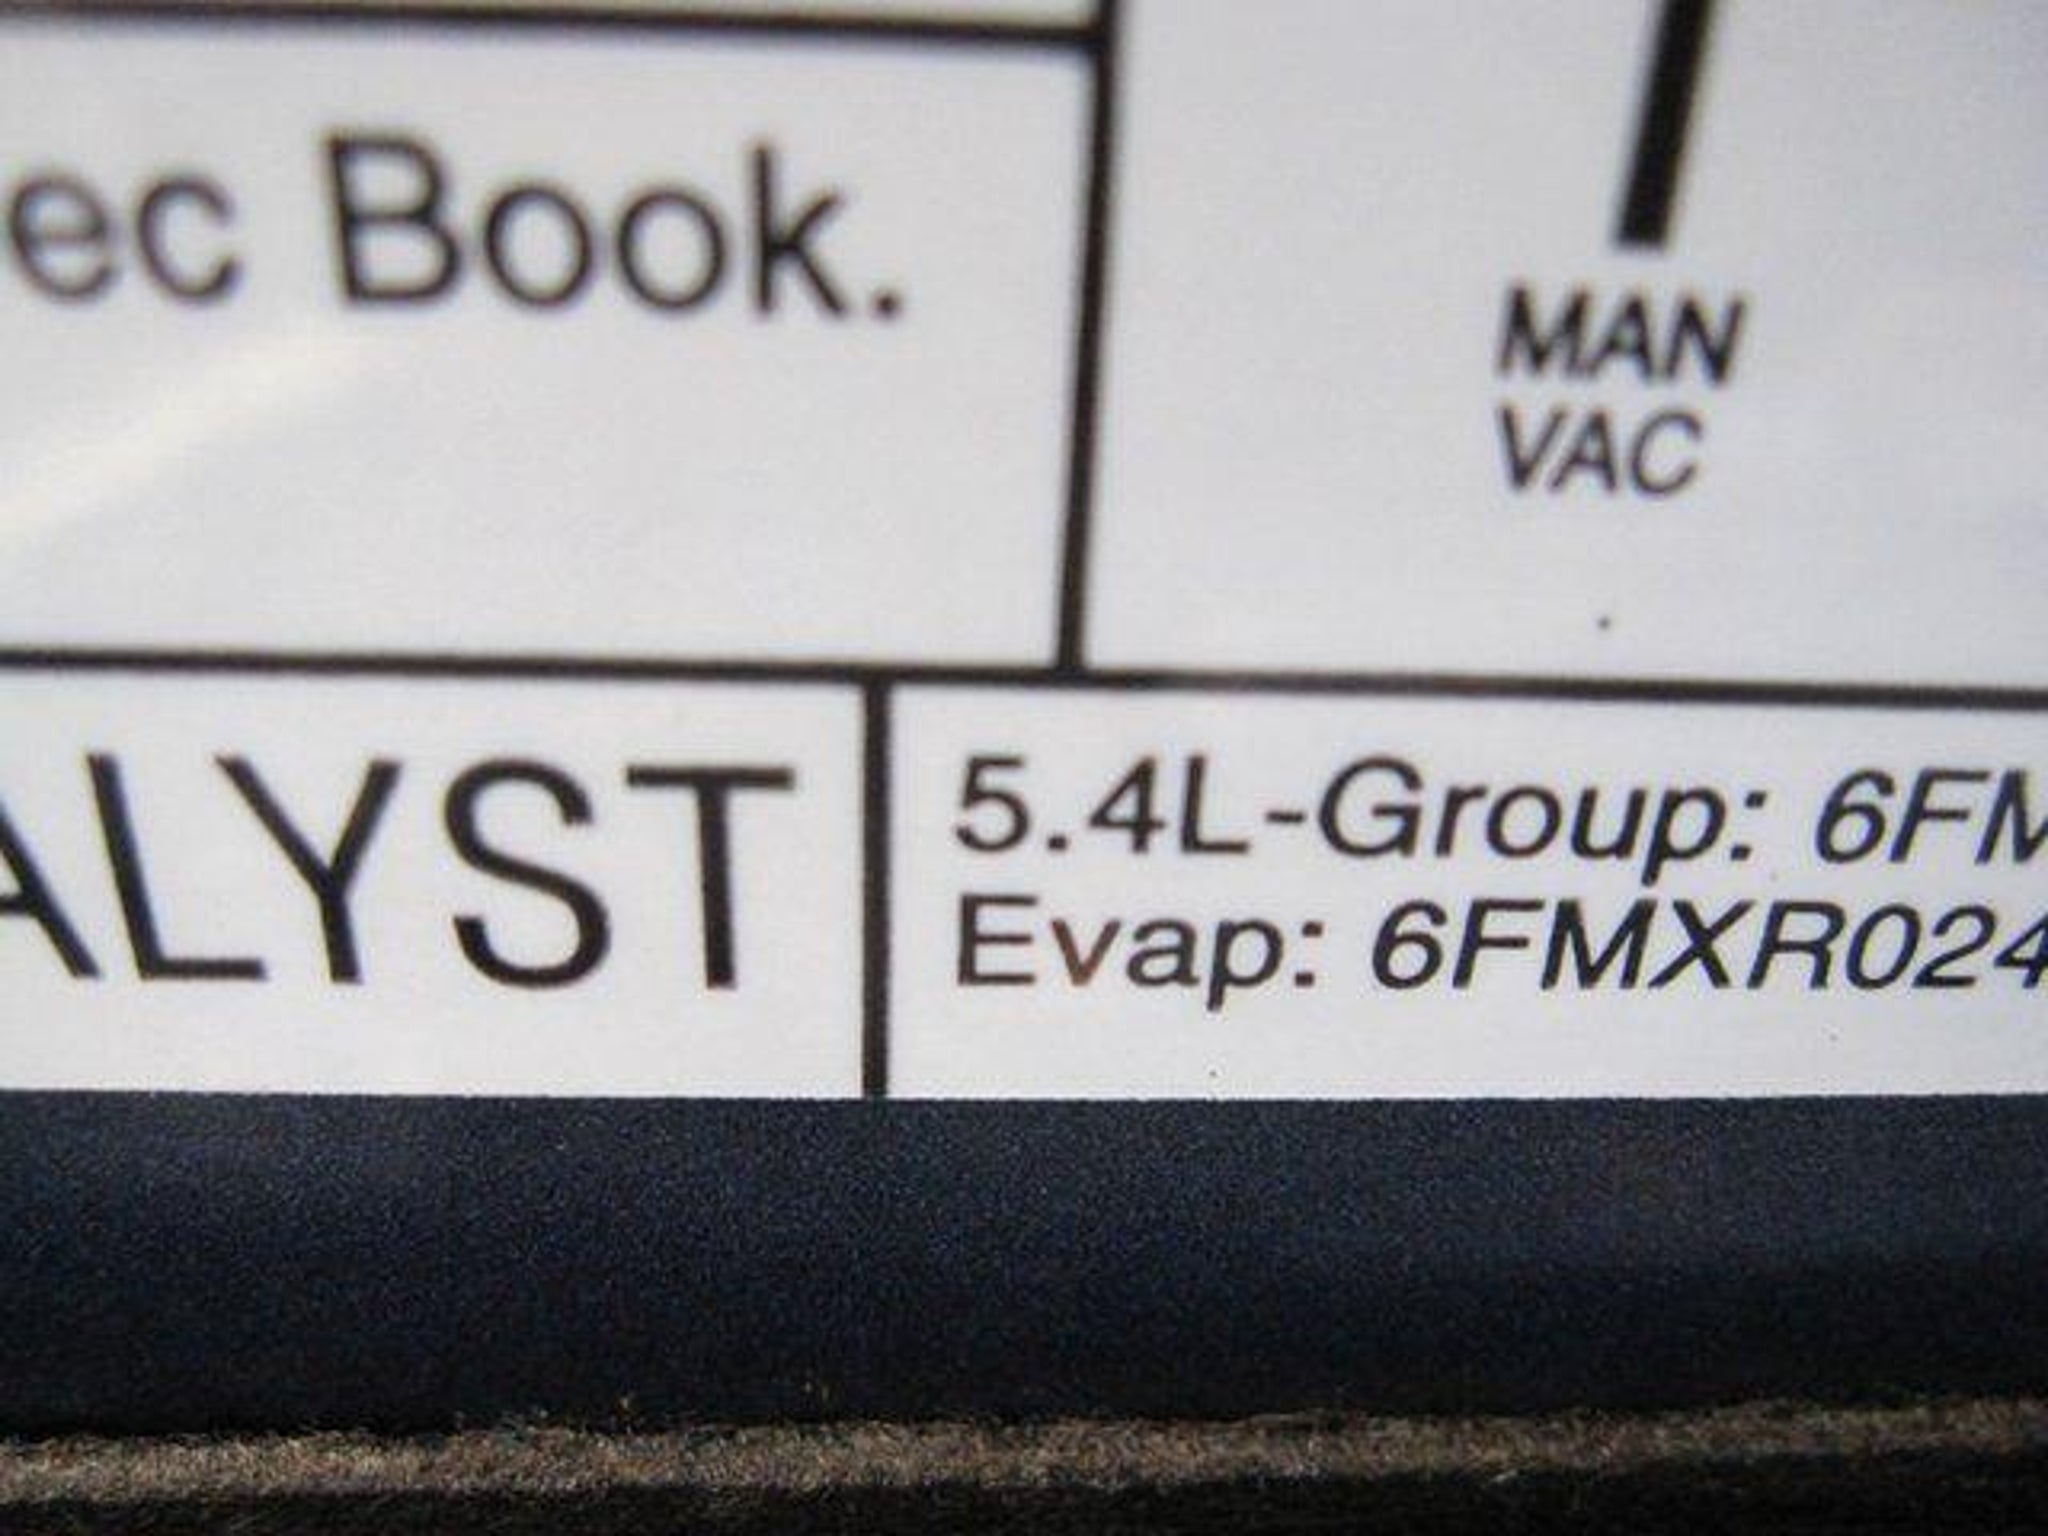 ec Book.
MAN
VAC
ALYST
5.4L-Group: 6FM
Evap: 6FMXR024